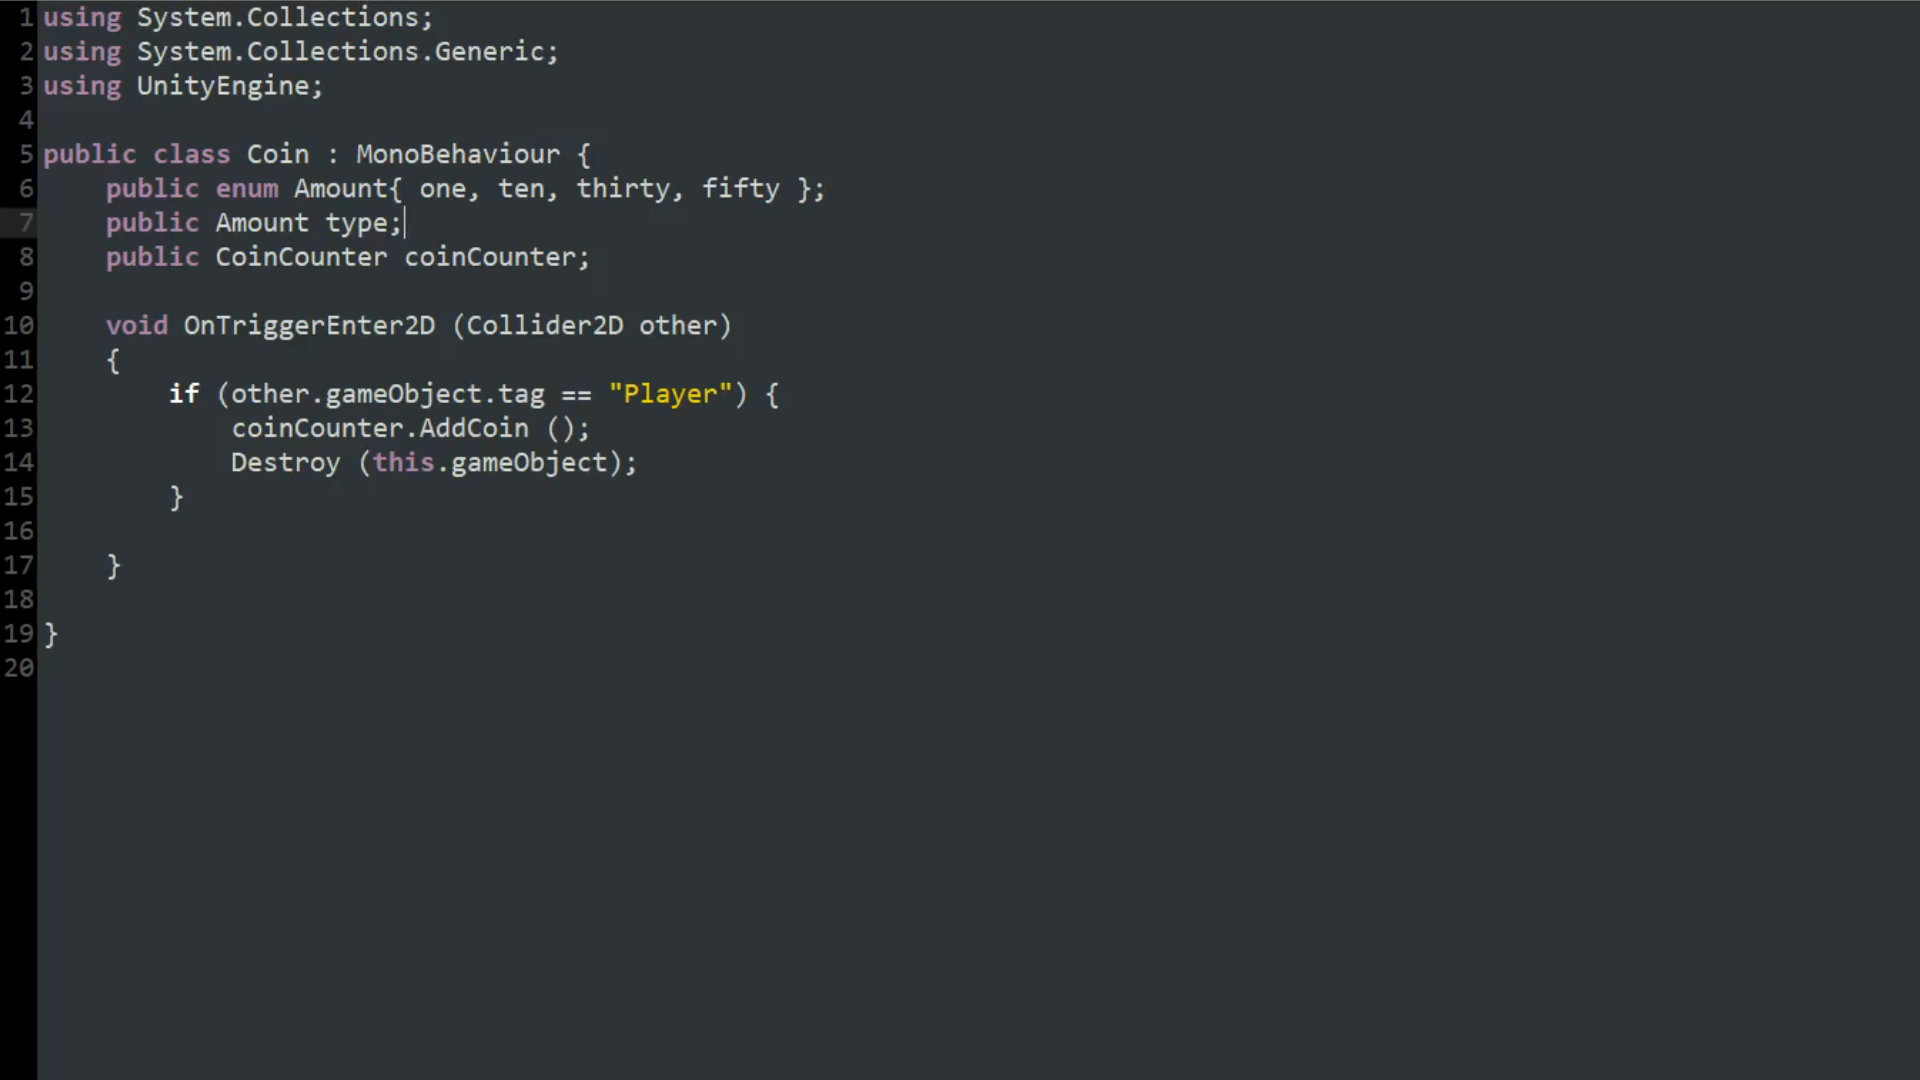 1 using System.Collections;
2 using System.Collections.Generic;
3 using UnityEngine;
4
5 public class Coin : MonoBehaviour {
6     public enum Amount{ one, ten, thirty, fifty };
7     public Amount type;
8     public CoinCounter coinCounter;
9
10     void OnTriggerEnter2D (Collider2D other)
11     {
12         if (other.gameObject.tag == "Player") {
13             coinCounter.AddCoin ();
14             Destroy (this.gameObject);
15         }
16
17     }
18
19 }
20